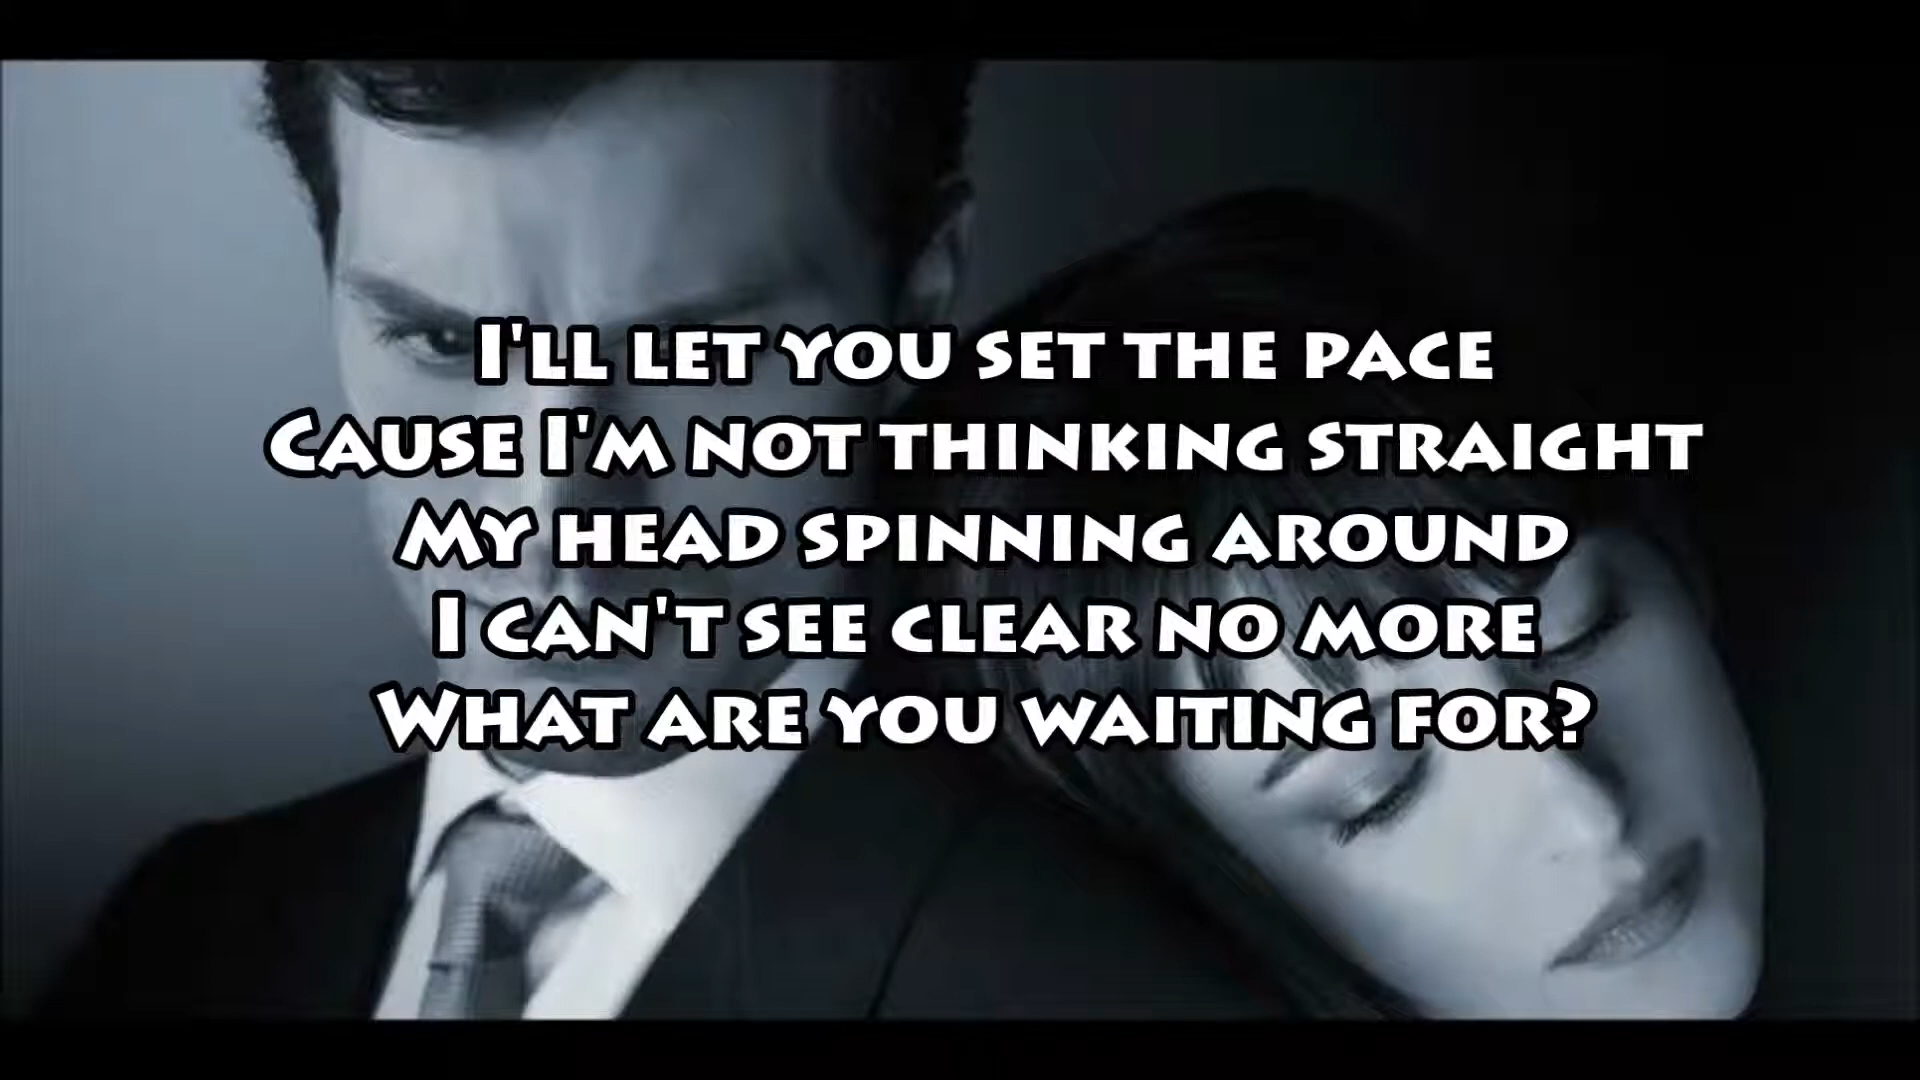 I'll let you set the pace
Cause I'm not thinking straight
My head spinning around
I can't see clear no more
What are you waiting for?